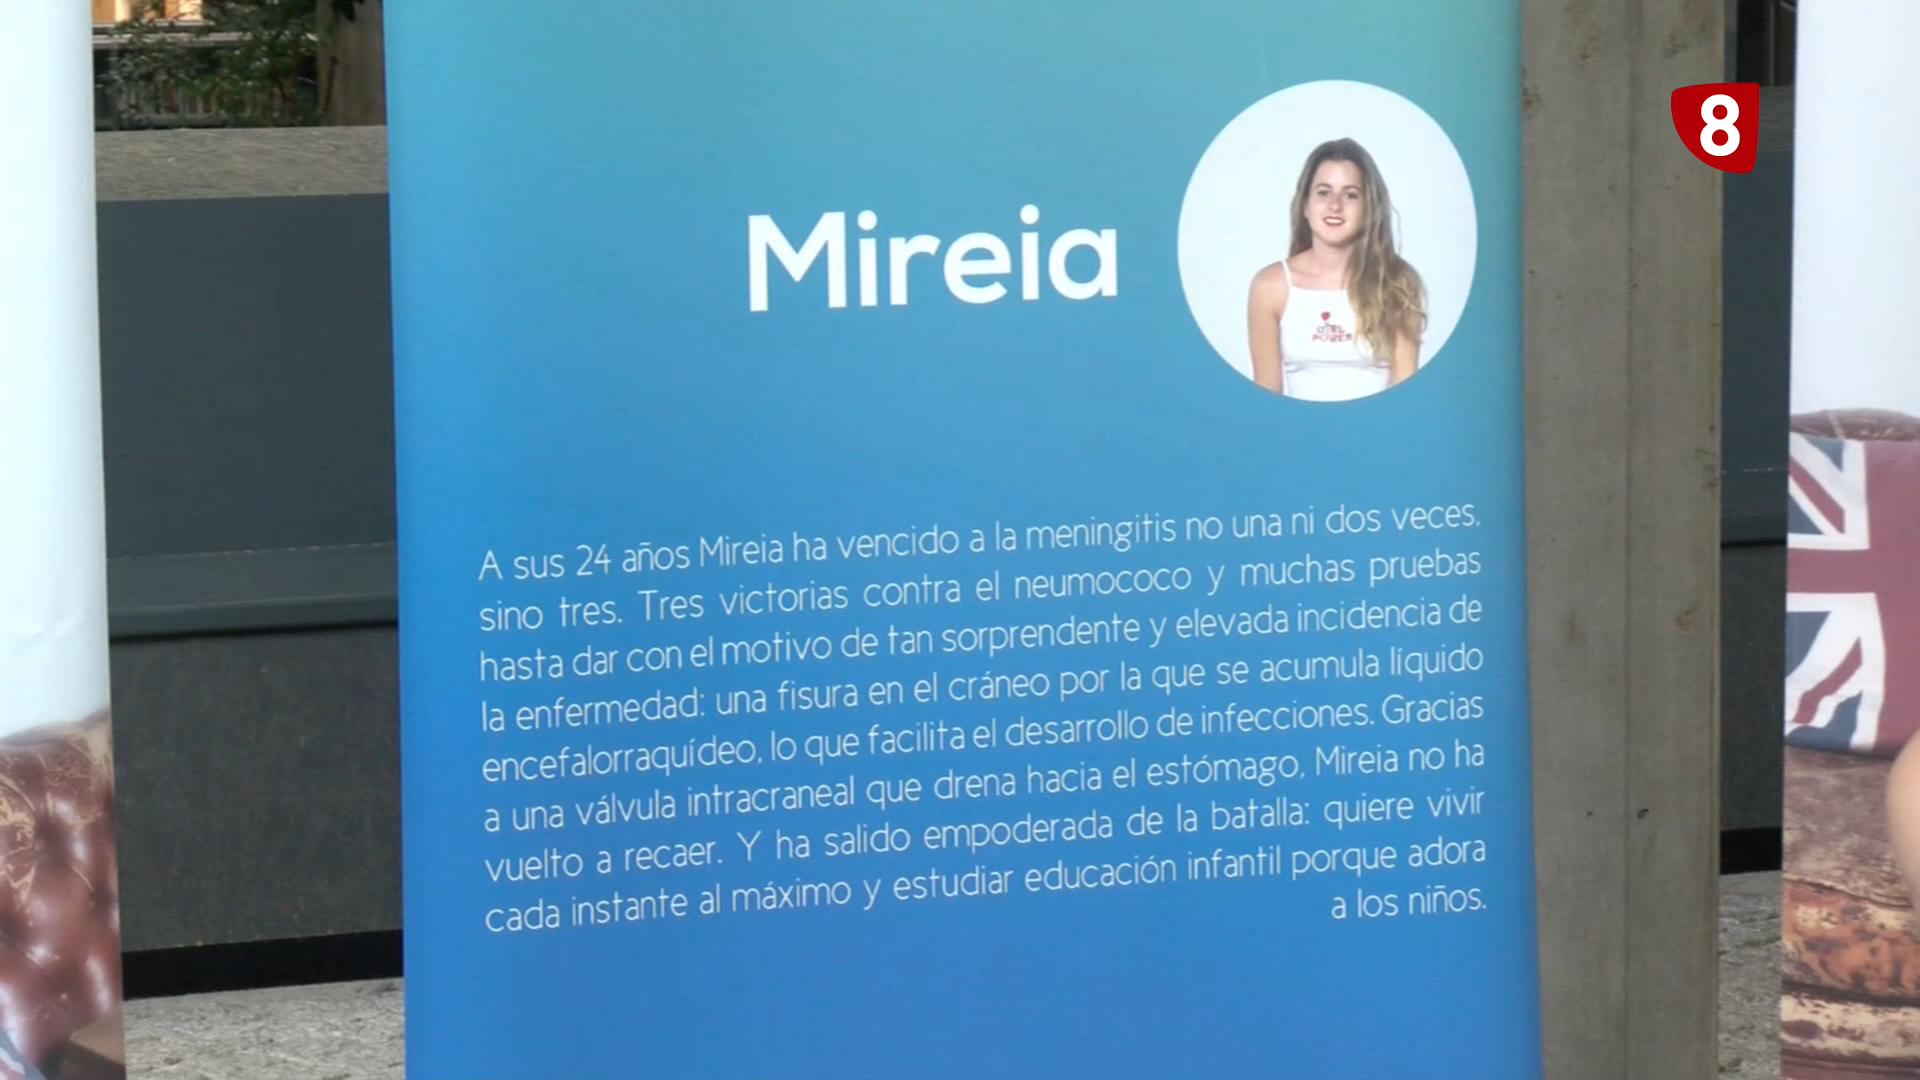 8
Mireia
GIRL
POWER
A sus 24 años Mireia ha vencido a la meningitis no una ni dos veces,
sino tres. Tres victorias contra el neumococo y muchas pruebas
hasta dar con el motivo de tan sorprendente y elevada incidencia de
la enfermedad: una fisura en el cráneo por la que se acumula líquido
encefalorraquídeo, lo que facilita el desarrollo de infecciones. Gracias
a una válvula intracraneal que drena hacia el estómago, Mireia no ha
vuelto a recaer. Y ha salido empoderada de la batalla: quiere vivir
cada instante al máximo y estudiar educación infantil porque adora
a los niños.